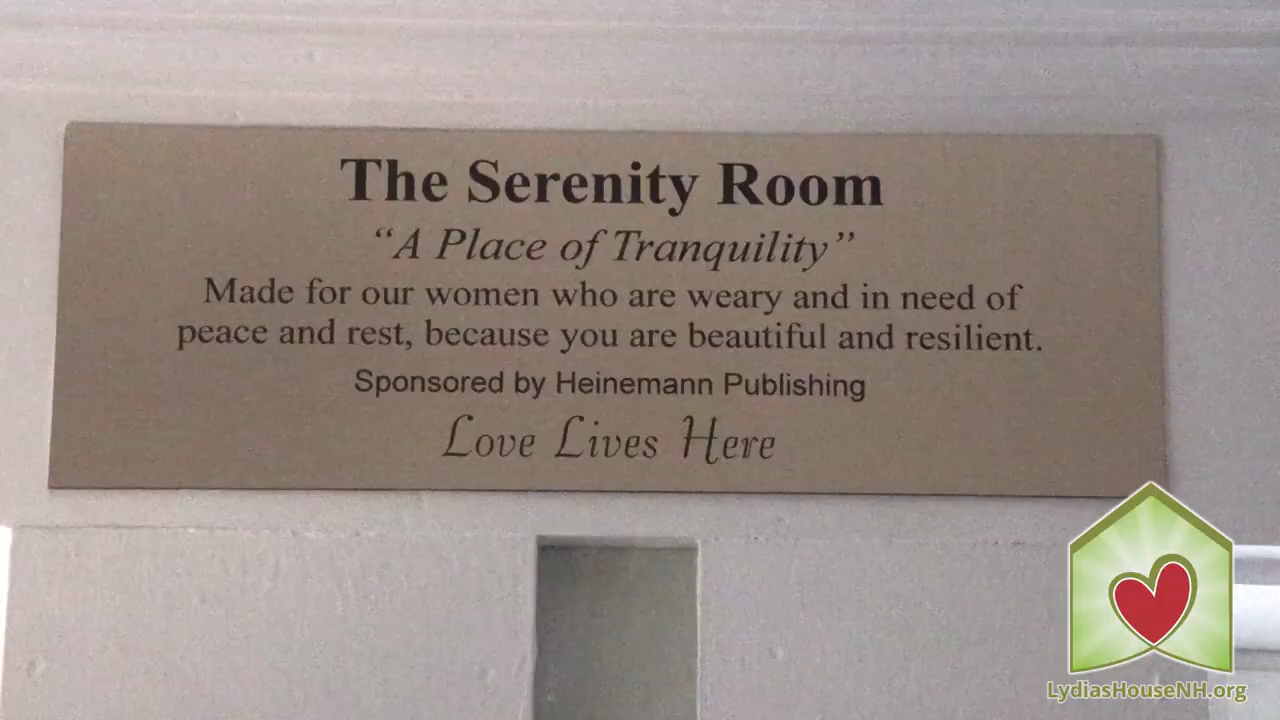 The Serenity Room
“A Place of Tranquility”
Made for our women who are weary and in need of
peace and rest, because you are beautiful and resilient.
Sponsored by Heinemann Publishing
Love Lives Here
LydiasHouseNH.org